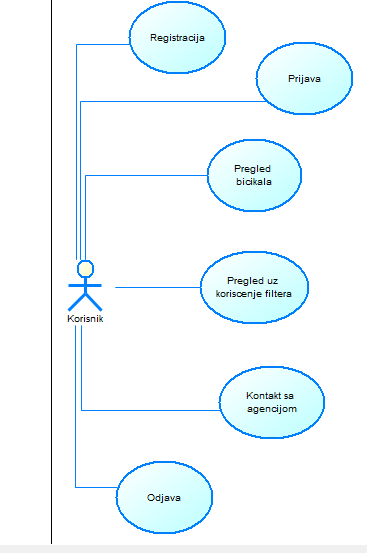 Registracija
Prijava
Pregled
bicikala
Pregled uz
koriscenje filtera
Korisnik
Kontakt sa
agencijom
Odjava